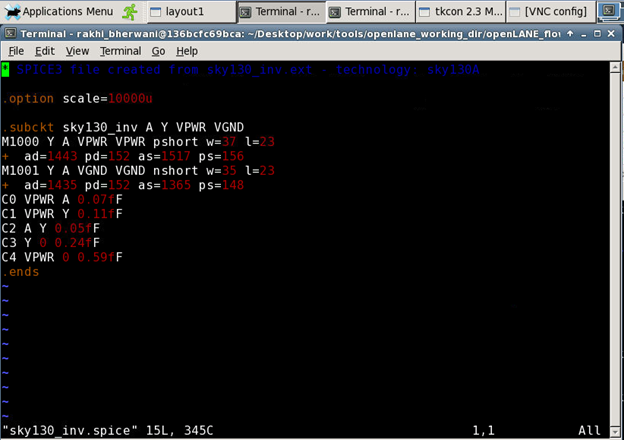 Applications Menu layout1 Terminal - r... Terminal - r... tkcon 2.3 M... [VNC config]
Terminal - rakhi_bherwani@136bcfc69bca: ~/Desktop/work/tools/openlane_working_dir/openLANE_flo
File Edit View Terminal Go Help
* SPICE3 file created from sky130_inv.ext - technology: sky130A
.option scale=10000u
.subckt sky130_inv A Y VPWR VGND
M1000 Y A VPWR VPWR pshort w=37 l=23
+ ad=1443 pd=152 as=1517 ps=156
M1001 Y A VGND VGND nshort w=35 l=23
+ ad=1435 pd=152 as=1365 ps=148
C0 VPWR A 0.07fF
C1 VPWR Y 0.11fF
C2 A Y 0.05fF
C3 Y 0 0.24fF
C4 VPWR 0 0.59fF
.ends
~
~
~
~
~
~
~
~
~
~
"sky130_inv.spice" 15L, 345C 1,1 All